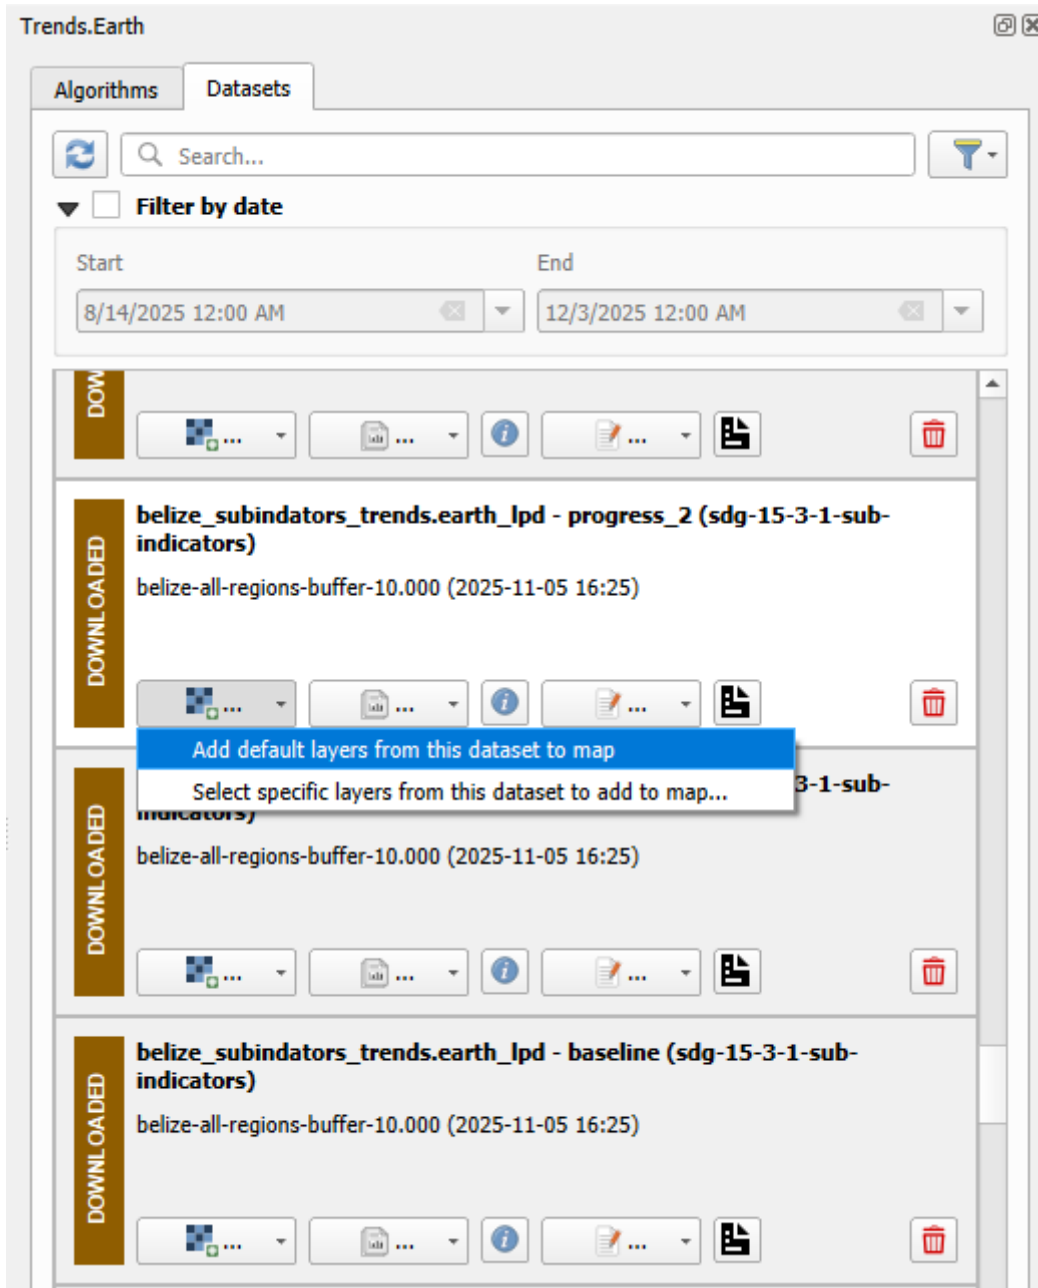 Trends.Earth
Algorithms
Datasets
Search...
Filter by date
Start
End
8/14/2025 12:00 AM
12/3/2025 12:00 AM
...
...
...
DOWNLOADED
belize_subindators_trends.earth_lpd - progress_2 (sdg-15-3-1-sub-
indicators)
belize-all-regions-buffer-10.000 (2025-11-05 16:25)
...
...
...
Add default layers from this dataset to map
Select specific layers from this dataset to add to map...
3-1-sub-
indicators)
DOWNLOADED
belize-all-regions-buffer-10.000 (2025-11-05 16:25)
...
...
...
DOWNLOADED
belize_subindators_trends.earth_lpd - baseline (sdg-15-3-1-sub-
indicators)
belize-all-regions-buffer-10.000 (2025-11-05 16:25)
...
...
...